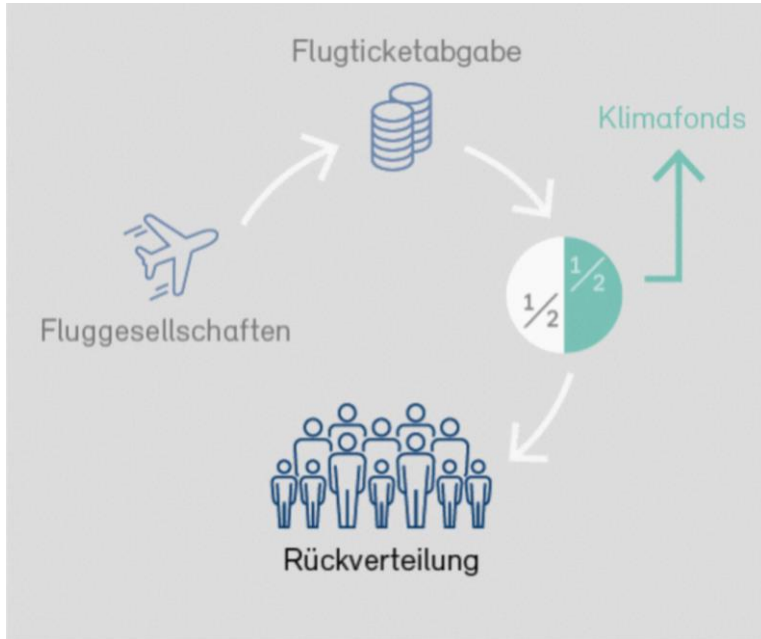 Flugticketabgabe
Klimafonds
1/2
1/2
Fluggesellschaften
Rückverteilung